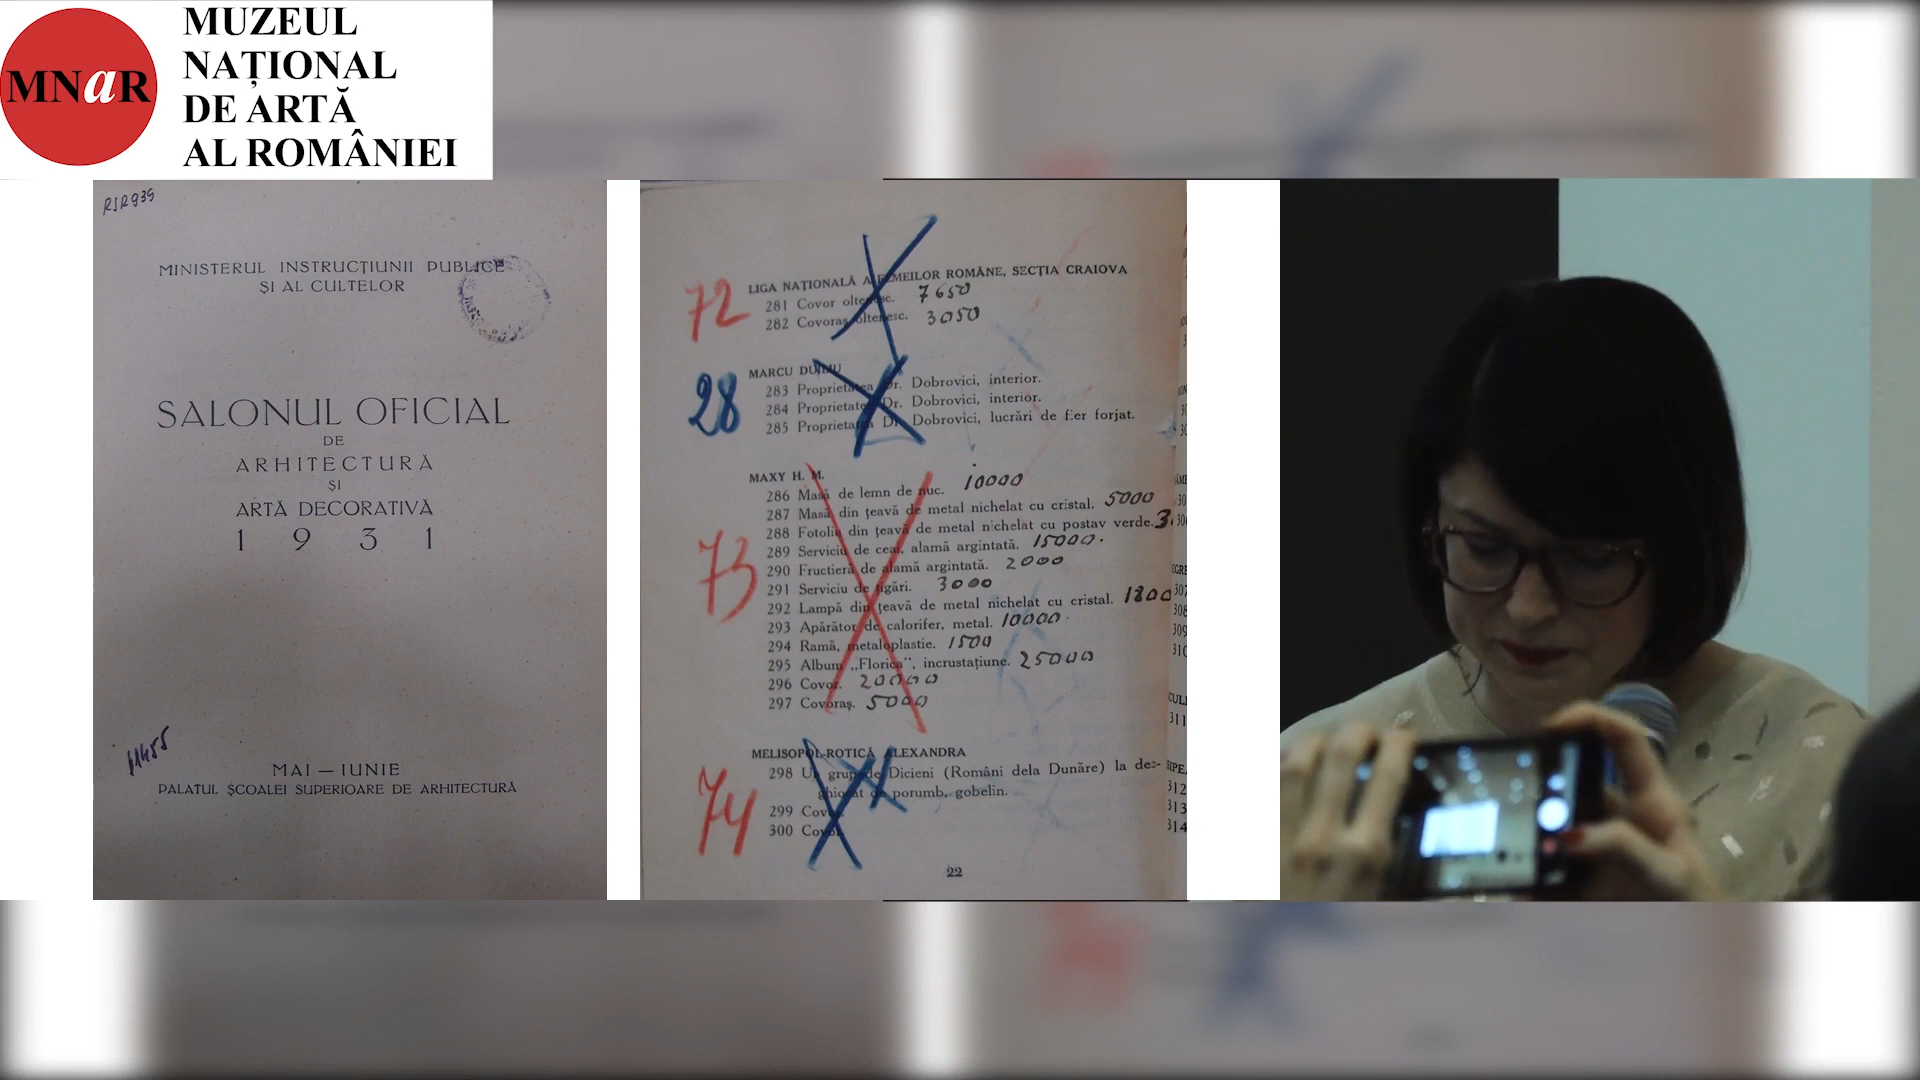 MNaR
MUZEUL
NAȚIONAL
DE ARTĂ
AL ROMÂNIEI
RSR939
MINISTERUL INSTRUCȚIUNII PUBLICE
ȘI AL CULTELOR
SALONUL OFICIAL
DE
ARHITECTURĂ
ȘI
ARTĂ DECORATIVĂ
1931
11455
MAI — IUNIE
PALATUL ȘCOALEI SUPERIOARE DE ARHITECTURĂ
72 LIGA NAȚIONALĂ A FEMEILOR ROMÂNE, SECȚIA CRAIOVA
281 Covor oltenesc. 7650
282 Covoraș oltenesc. 3050
28 MARCU DUILIU
283 Proprietatea Dr. Dobrovici, interior.
284 Proprietatea Dr. Dobrovici, interior.
285 Proprietatea Dr. Dobrovici, lucrări de fier forjat.
73 MAXY H. M.
286 Masă de lemn de nuc. 10000
287 Masă din țeavă de metal nichelat cu cristal. 5000
288 Fotoliu din țeavă de metal nichelat cu postav verde.
289 Serviciu de ceai, alamă argintată. 15000.
290 Fructieră de alamă argintată. 2000
291 Serviciu de țigări. 3000
292 Lampă din țeavă de metal nichelat cu cristal. 1800
293 Apărător de calorifer, metal. 10000
294 Ramă, metaloplastie. 1500
295 Album „Florica", incrustațiune. 25000
296 Covor. 20000
297 Covoraș. 5000
74 MELISOPOL-ROTICĂ ALEXANDRA
298 Un grup de Dicieni (Români dela Dunăre) la dez-
ghiocat de porumb, gobelin.
299 Covor
300 Covor
22